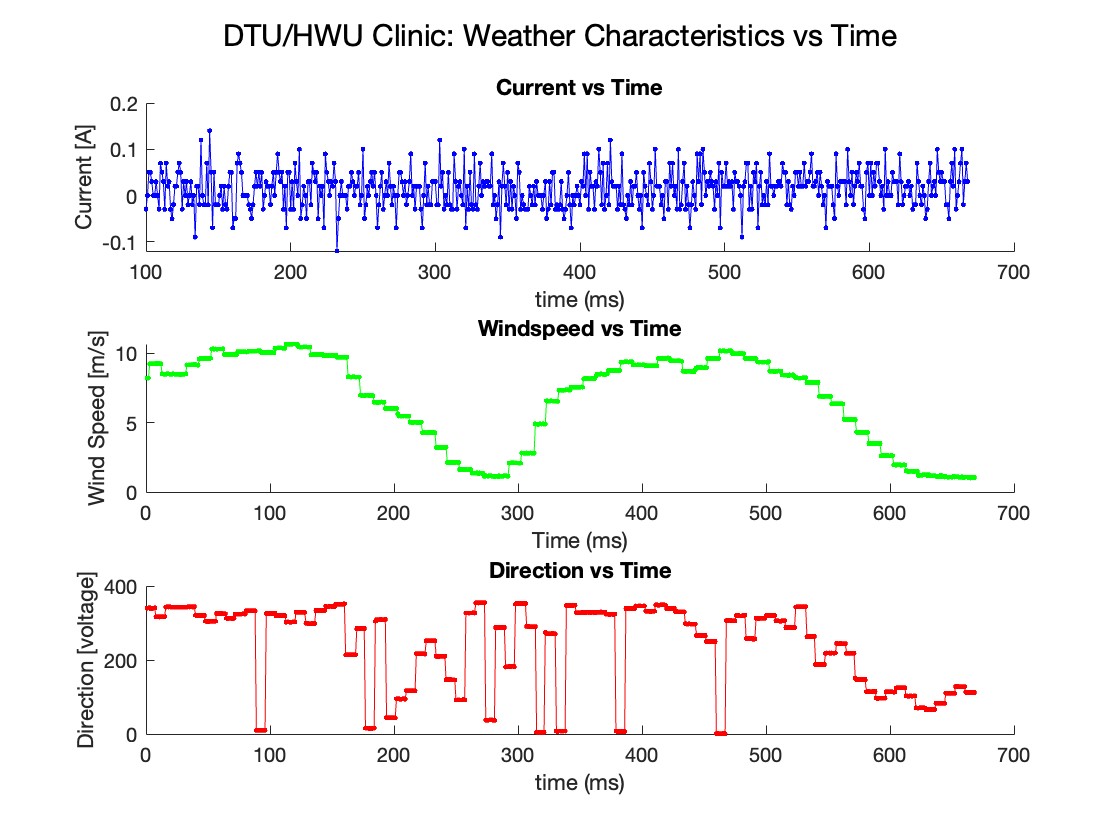 DTU/HWU Clinic: Weather Characteristics vs Time
Current vs Time
Current [A]
0.2
0.1
0
-0.1
100 200 300 400 500 600 700
time (ms)
Windspeed vs Time
Wind Speed [m/s]
10
5
0
0 100 200 300 400 500 600 700
Time (ms)
Direction vs Time
Direction [voltage]
400
200
0
0 100 200 300 400 500 600 700
time (ms)